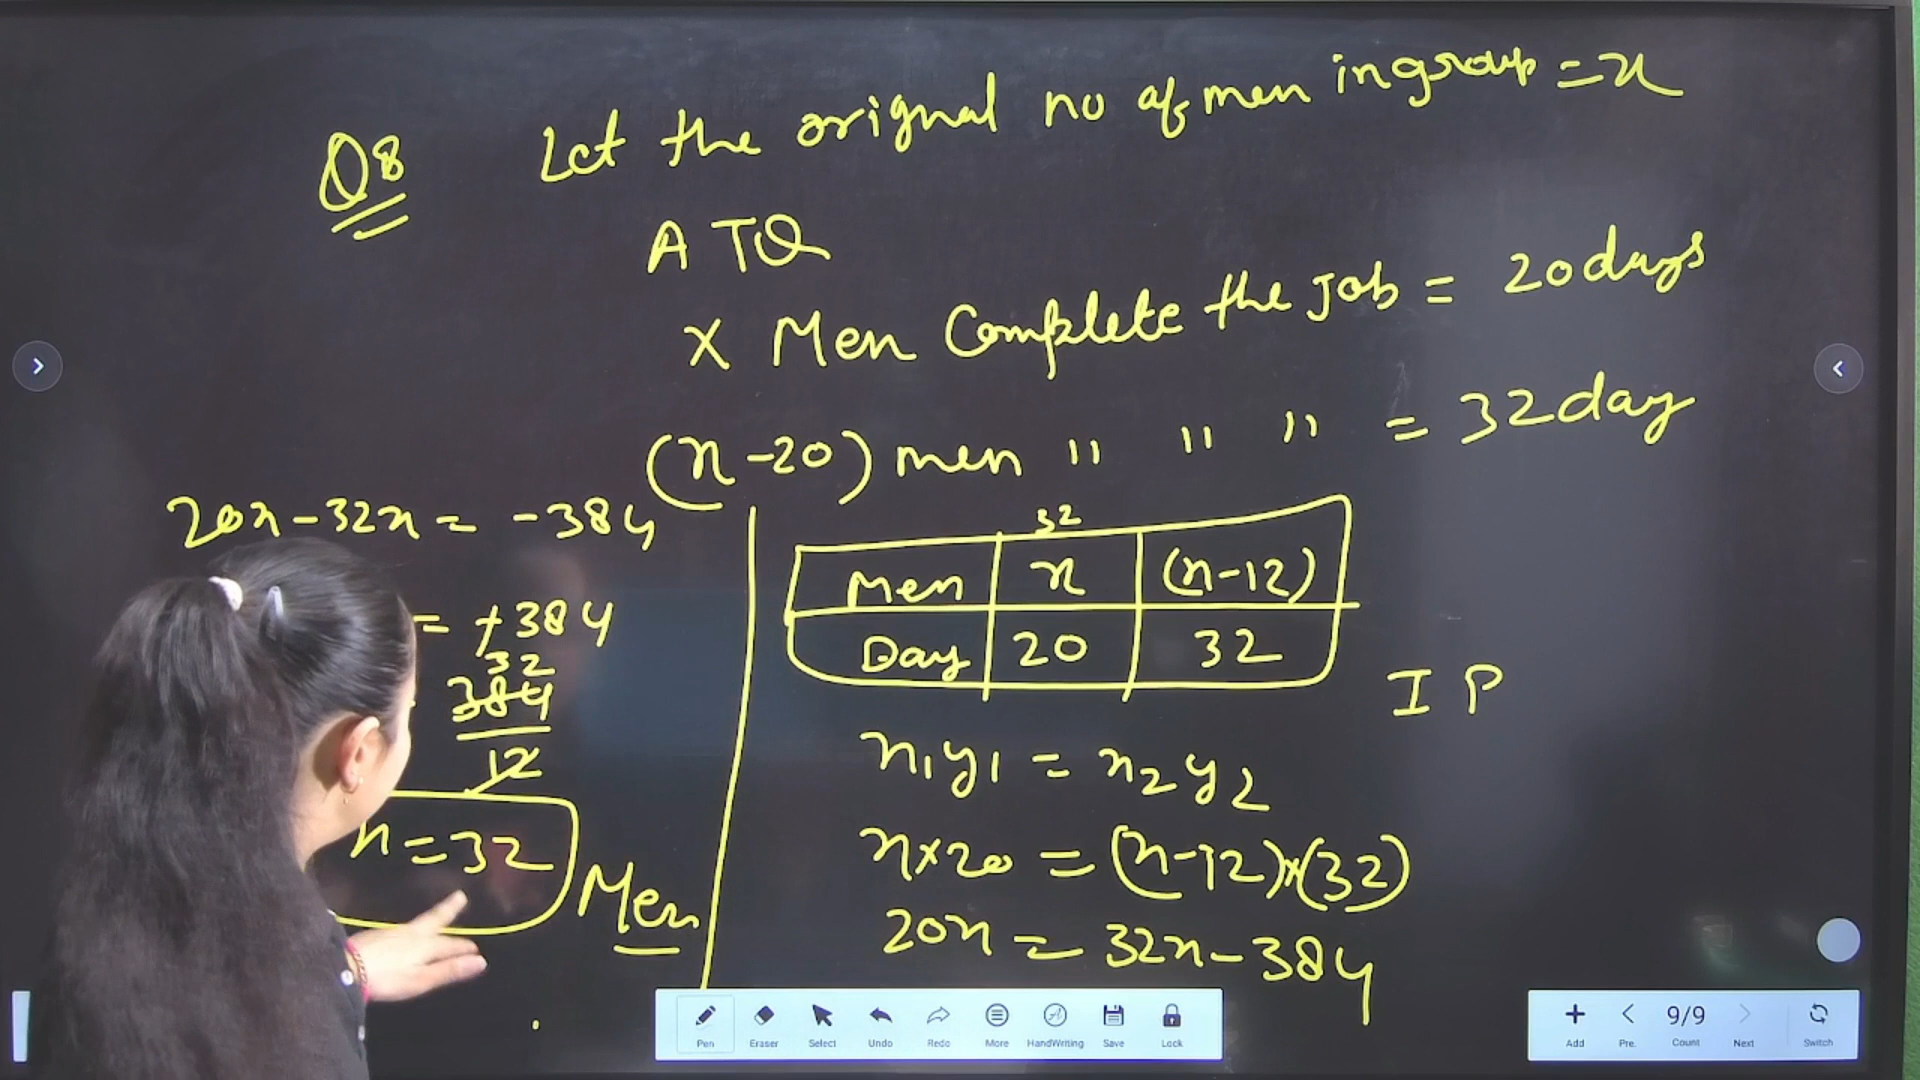 Q8 Let the orignal no of men in group = x
A TQ
x Men Complete the job = 20 days
(x-20) men " " " = 32 day
20x - 32x = -384
= +384
32
384
12
x = 32 Men
32
Men x (x-12)
Day 20 32
I P
x1y1 = x2y2
x×20 = (x-12)×(32)
20x = 32x - 384
Pen Eraser Select Undo Redo More HandWriting Save Lock
9/9
Add Pre. Count Next Switch